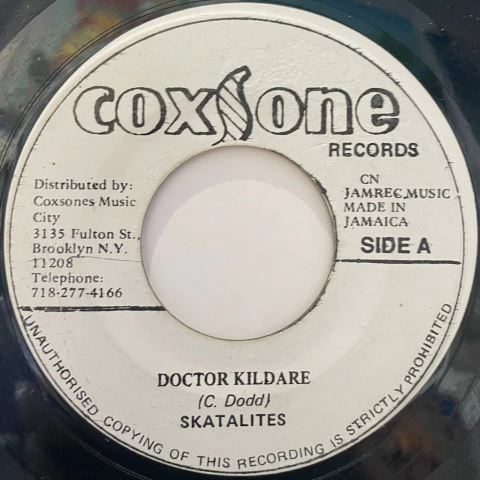 coxsone
RECORDS
Distributed by:
Coxsones Music
City
3135 Fulton St.,
Brooklyn N.Y.
11208
Telephone:
718-277-4166
CN
JAMREC MUSIC
MADE IN
JAMAICA
SIDE A
DOCTOR KILDARE
(C. Dodd)
SKATALITES
UNAUTHORISED COPYING OF THIS RECORDING IS STRICTLY PROHIBITED